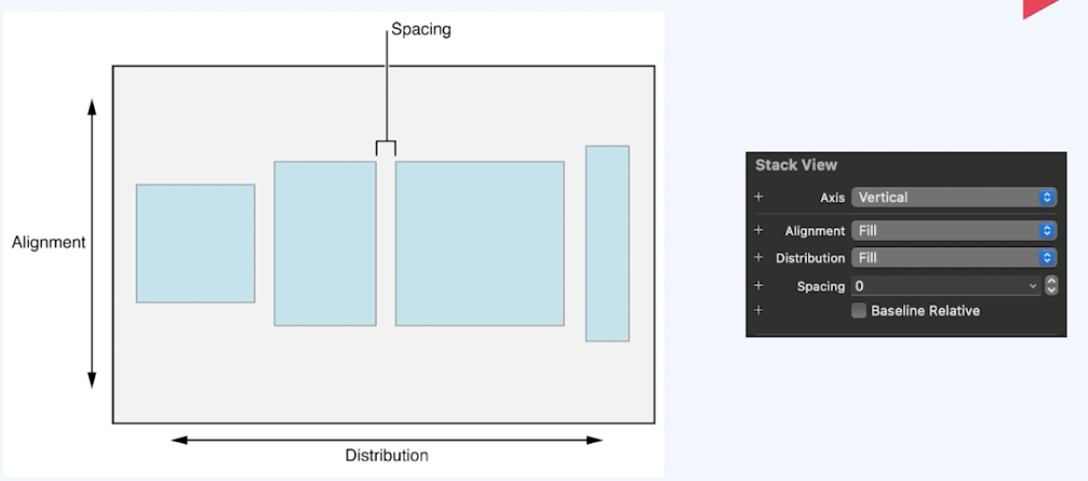 Spacing
Alignment
Distribution
Stack View
+ Axis Vertical
+ Alignment Fill
+ Distribution Fill
+ Spacing 0
+ Baseline Relative